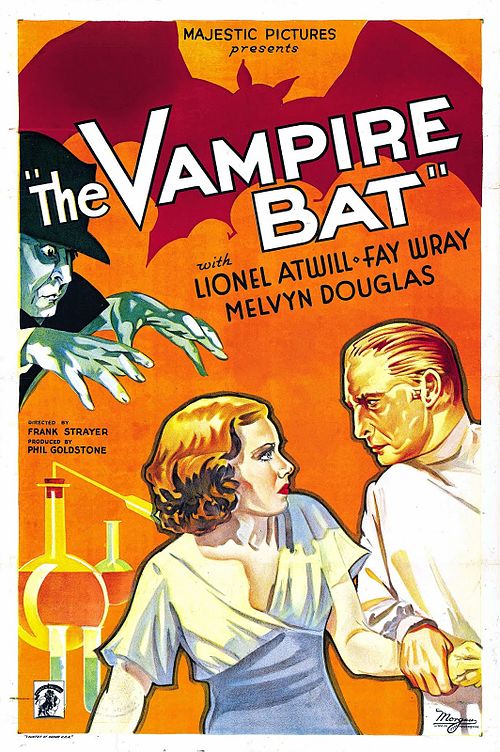 MAJESTIC PICTURES
presents
"THE VAMPIRE
BAT"
with
LIONEL ATWILL · FAY WRAY
MELVYN DOUGLAS
DIRECTED BY
FRANK STRAYER
PRODUCED BY
PHIL GOLDSTONE
Morgan